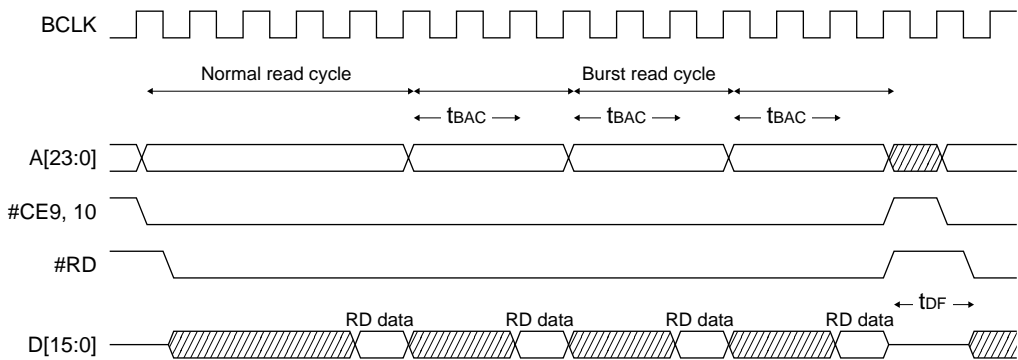 BCLK
Normal read cycle
Burst read cycle
tBAC
tBAC
tBAC
A[23:0]
#CE9, 10
#RD
tDF
RD data
RD data
RD data
RD data
D[15:0]